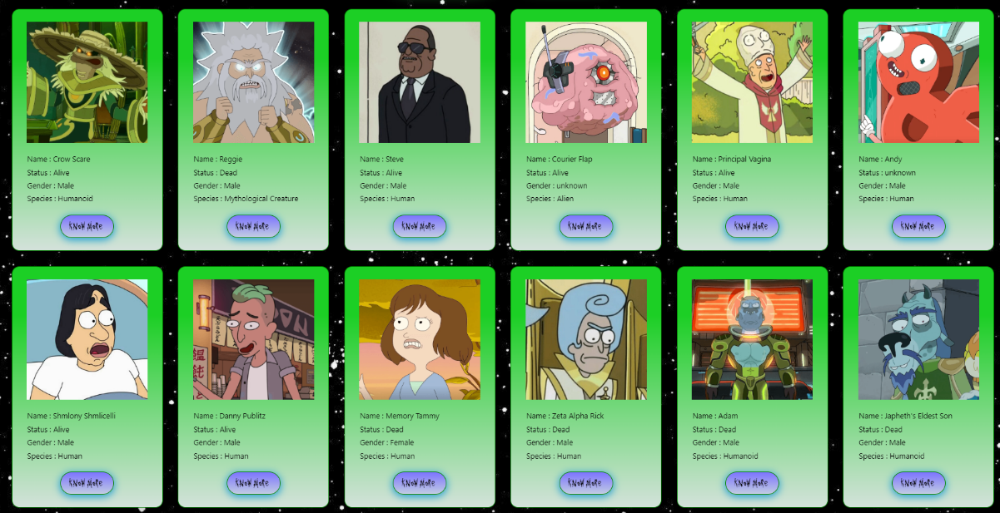 Name : Crow Scare
Status : Alive
Gender : Male
Species : Humanoid
KNOW MORE
Name : Reggie
Status : Dead
Gender : Male
Species : Mythological Creature
KNOW MORE
Name : Steve
Status : Alive
Gender : Male
Species : Human
KNOW MORE
Name : Courier Flap
Status : Alive
Gender : unknown
Species : Alien
KNOW MORE
Name : Principal Vagina
Status : Alive
Gender : Male
Species : Human
KNOW MORE
Name : Andy
Status : unknown
Gender : Male
Species : Human
KNOW MORE
Name : Shmlony Shmlicelli
Status : Alive
Gender : Male
Species : Human
KNOW MORE
Name : Danny Publitz
Status : Alive
Gender : Male
Species : Human
KNOW MORE
Name : Memory Tammy
Status : Dead
Gender : Female
Species : Human
KNOW MORE
Name : Zeta Alpha Rick
Status : Dead
Gender : Male
Species : Human
KNOW MORE
Name : Adam
Status : Dead
Gender : Male
Species : Humanoid
KNOW MORE
Name : Japheth's Eldest Son
Status : Dead
Gender : Male
Species : Humanoid
KNOW MORE